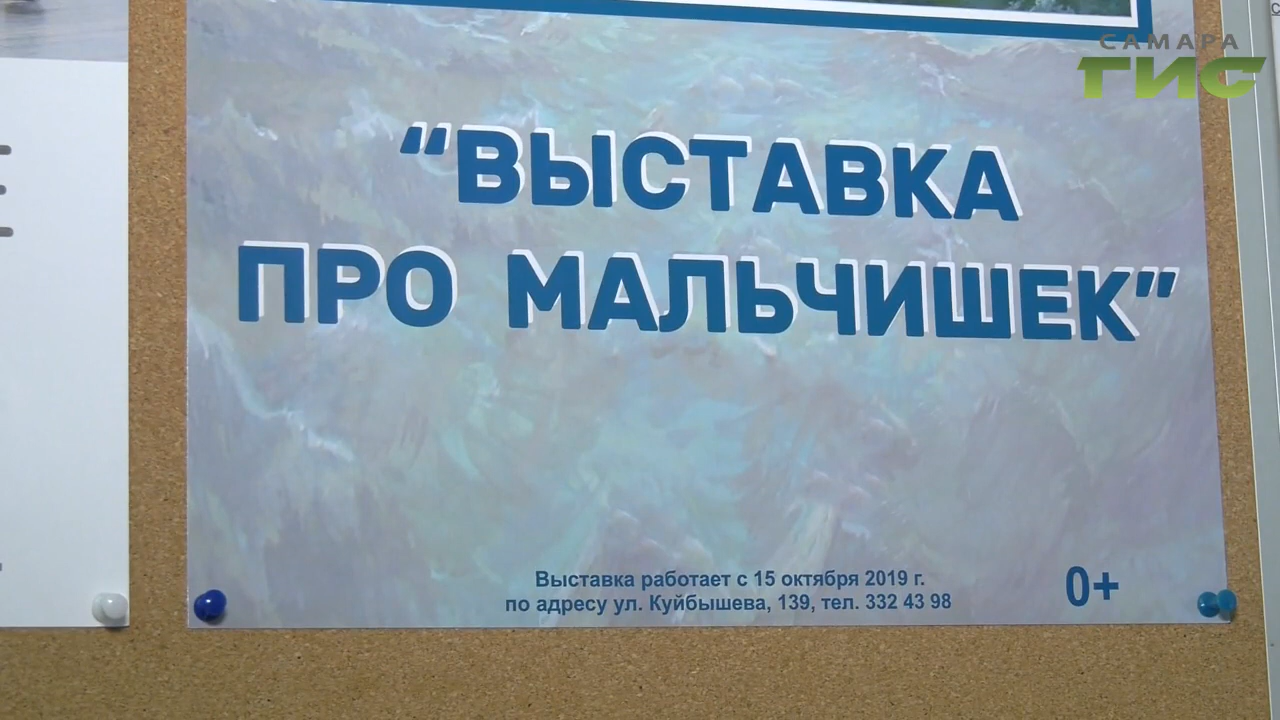 САМАРА
ГИС
“ВЫСТАВКА
ПРО МАЛЬЧИШЕК”
Выставка работает с 15 октября 2019 г.
по адресу ул. Куйбышева, 139, тел. 332 43 98
0+